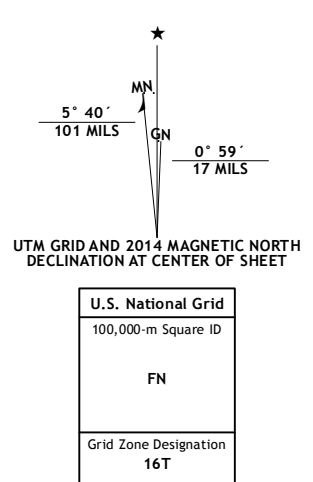 ★
MN
5° 40´
101 MILS
GN
0° 59´
17 MILS
UTM GRID AND 2014 MAGNETIC NORTH
DECLINATION AT CENTER OF SHEET
U.S. National Grid
100,000-m Square ID
FN
Grid Zone Designation
16T